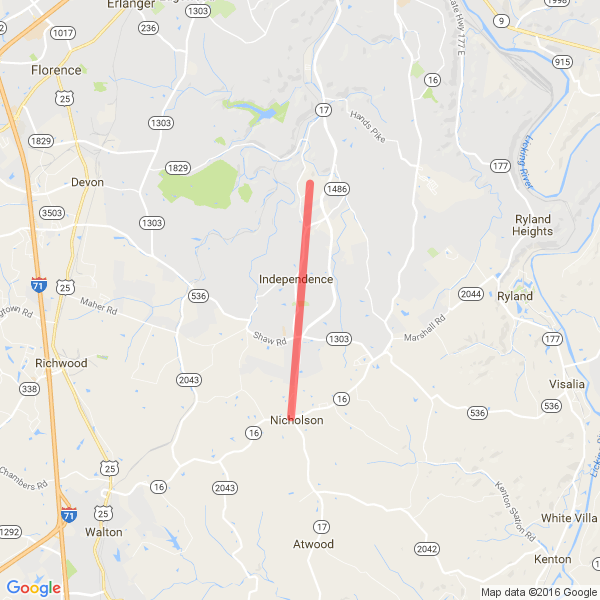 Erlanger
1303
236
1017
Florence
25
1303
1829
1829
Devon
3503
1303
71
25
536
Maher Rd
Richwood
338
2043
Shaw Rd
Independence
1303
1486
17
Hands Pike
16
177
9
1998
915
Licking River
Ryland
Heights
2044
Ryland
Marshall Rd
177
Visalia
16
536
536
Nicholson
16
2043
16
Chambers Rd
25
25
1292
71
Walton
17
Atwood
2042
Kenton Station Rd
White Villa
Kenton
Google
Map data ©2016 Google